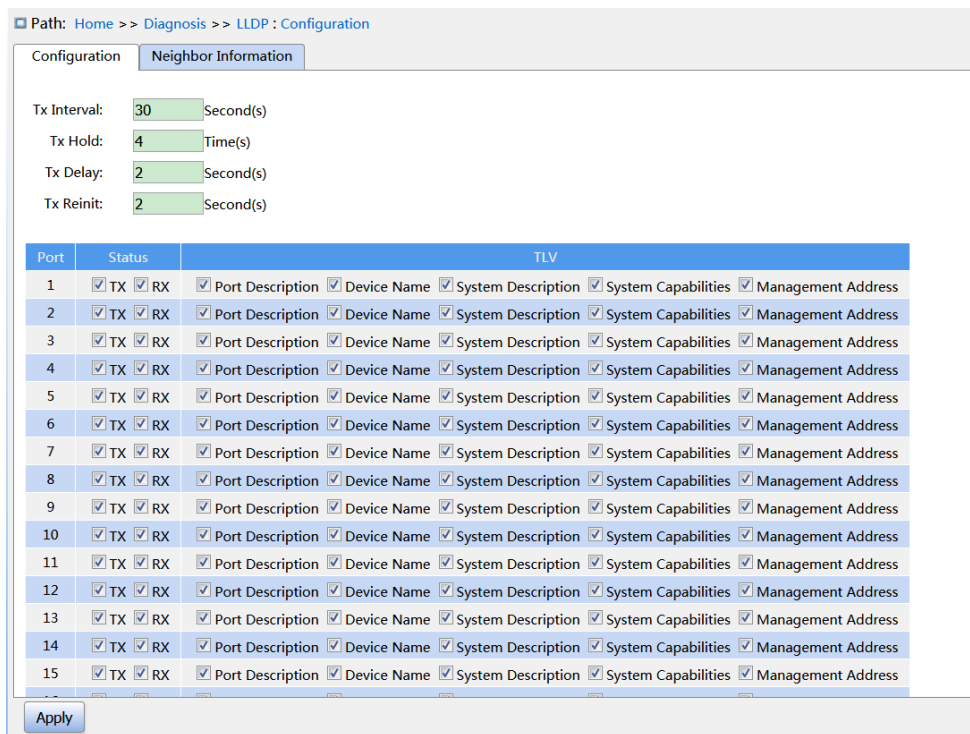 Path: Home >> Diagnosis >> LLDP : Configuration
Configuration Neighbor Information
Tx Interval: 30 Second(s)
Tx Hold: 4 Time(s)
Tx Delay: 2 Second(s)
Tx Reinit: 2 Second(s)
Port Status TLV
1 TX RX Port Description Device Name System Description System Capabilities Management Address
2 TX RX Port Description Device Name System Description System Capabilities Management Address
3 TX RX Port Description Device Name System Description System Capabilities Management Address
4 TX RX Port Description Device Name System Description System Capabilities Management Address
5 TX RX Port Description Device Name System Description System Capabilities Management Address
6 TX RX Port Description Device Name System Description System Capabilities Management Address
7 TX RX Port Description Device Name System Description System Capabilities Management Address
8 TX RX Port Description Device Name System Description System Capabilities Management Address
9 TX RX Port Description Device Name System Description System Capabilities Management Address
10 TX RX Port Description Device Name System Description System Capabilities Management Address
11 TX RX Port Description Device Name System Description System Capabilities Management Address
12 TX RX Port Description Device Name System Description System Capabilities Management Address
13 TX RX Port Description Device Name System Description System Capabilities Management Address
14 TX RX Port Description Device Name System Description System Capabilities Management Address
15 TX RX Port Description Device Name System Description System Capabilities Management Address
Apply